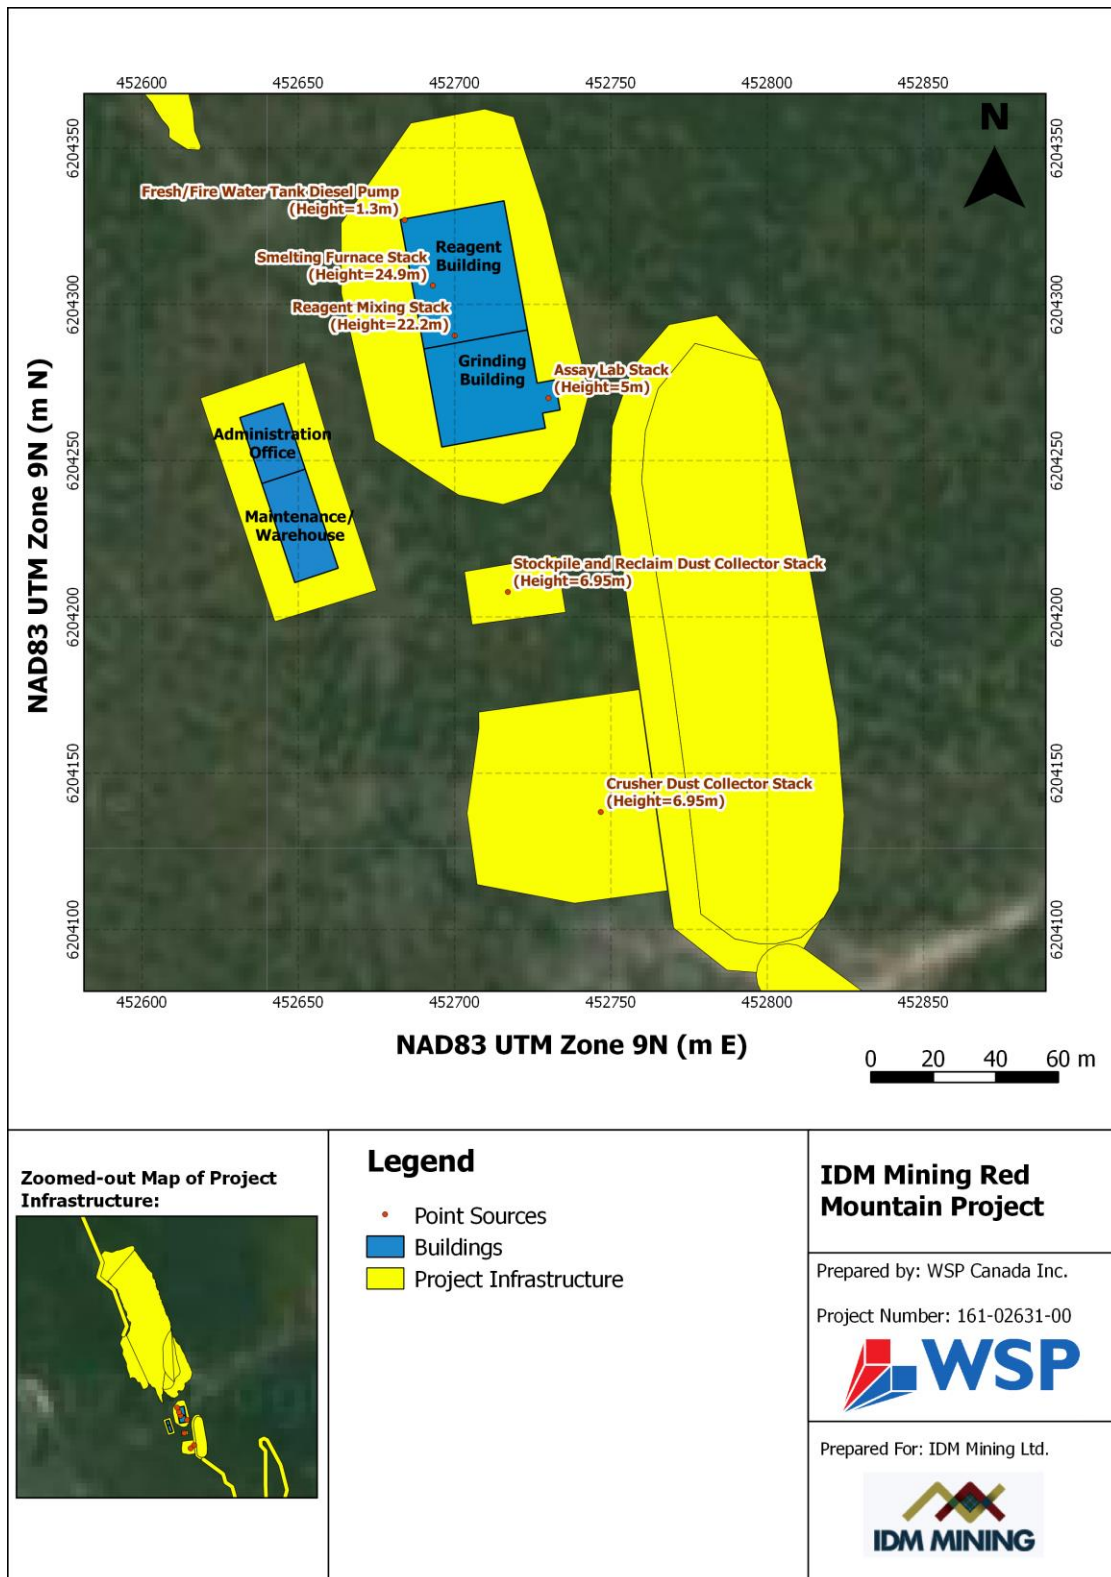 452600 452650 452700 452750 452800 452850
N
6204350
6204300
6204250
6204200
6204150
6204100
NAD83 UTM Zone 9N (m N)
Fresh/Fire Water Tank Diesel Pump
(Height=1.3m)
Reagent
Building
Smelting Furnace Stack
(Height=24.9m)
Reagent Mixing Stack
(Height=22.2m)
Grinding
Building
Assay Lab Stack
(Height=5m)
Administration
Office
Maintenance/
Warehouse
Stockpile and Reclaim Dust Collector Stack
(Height=6.95m)
Crusher Dust Collector Stack
(Height=6.95m)
6204350
6204300
6204250
6204200
6204150
6204100
452600 452650 452700 452750 452800 452850
NAD83 UTM Zone 9N (m E)
0 20 40 60 m
Zoomed-out Map of Project
Infrastructure:
Legend
Point Sources
Buildings
Project Infrastructure
IDM Mining Red
Mountain Project
Prepared by: WSP Canada Inc.
Project Number: 161-02631-00
WSP
Prepared For: IDM Mining Ltd.
IDM MINING